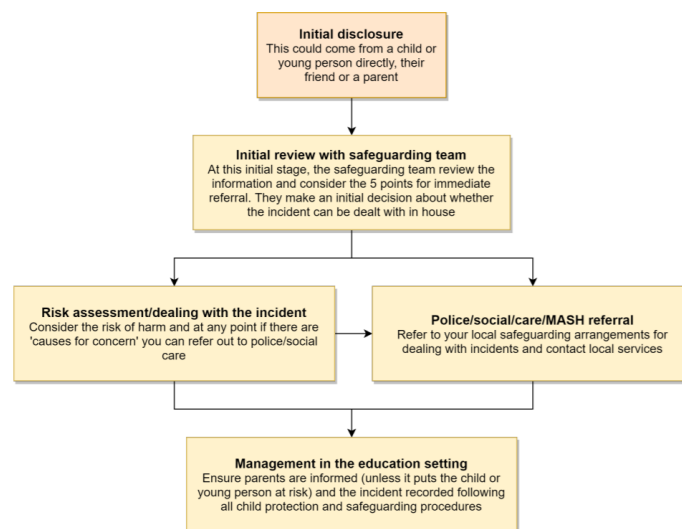 Initial disclosure
This could come from a child or
young person directly, their
friend or a parent
Initial review with safeguarding team
At this initial stage, the safeguarding team review the
information and consider the 5 points for immediate
referral. They make an initial decision about whether
the incident can be dealt with in house
Risk assessment/dealing with the incident
Consider the risk of harm and at any point if there are
'causes for concern' you can refer out to police/social
care
Police/social/care/MASH referral
Refer to your local safeguarding arrangements for
dealing with incidents and contact local services
Management in the education setting
Ensure parents are informed (unless it puts the child or
young person at risk) and the incident recorded following
all child protection and safeguarding procedures